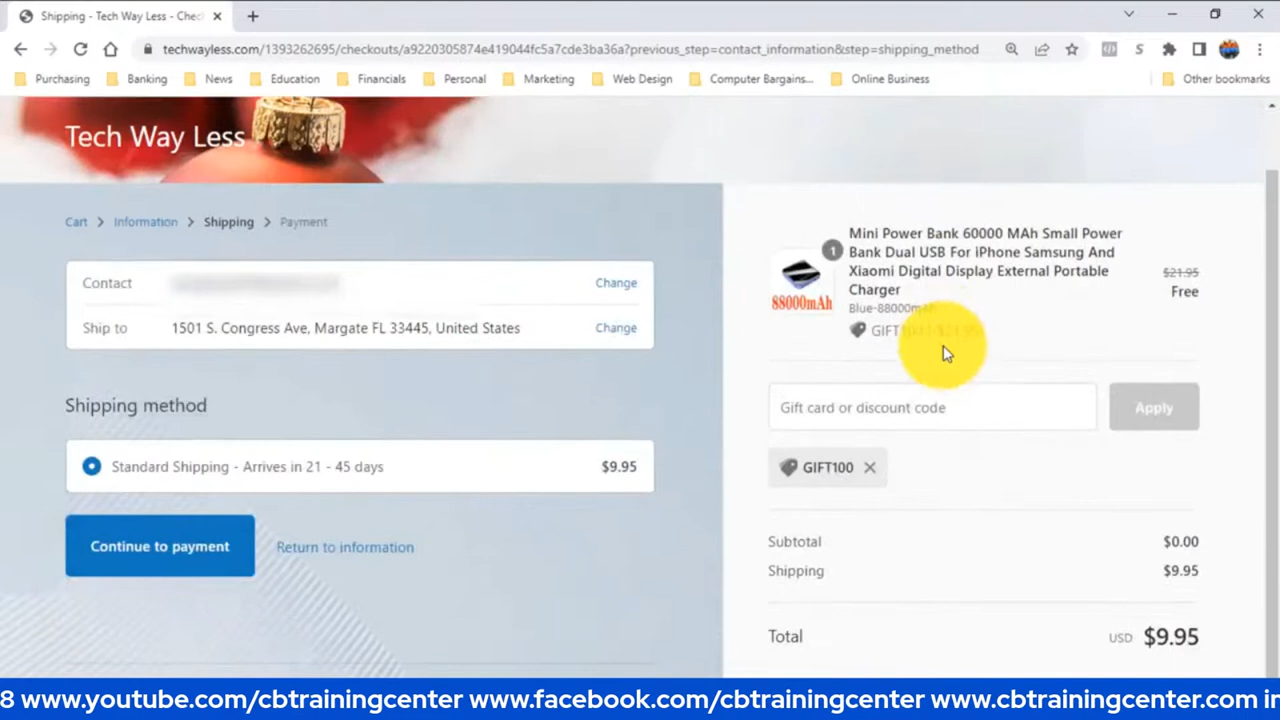 Shipping - Tech Way Less - Chec
techwayless.com/1393262695/checkouts/a9220305874e419044fc5a7cde3ba36a?previous_step=contact_information&step=shipping_method
Purchasing Banking News Education Financials Personal Marketing Web Design Computer Bargains... Online Business Other bookmarks
Tech Way Less
Cart > Information > Shipping > Payment
Contact Change
Ship to 1501 S. Congress Ave, Margate FL 33445, United States Change
Shipping method
Standard Shipping - Arrives in 21 - 45 days $9.95
Continue to payment Return to information
88000mAh
1
Mini Power Bank 60000 MAh Small Power
Bank Dual USB For iPhone Samsung And
Xiaomi Digital Display External Portable
Charger
Blue-88000mAh
GIFT100
$21.95
Free
Gift card or discount code Apply
GIFT100
Subtotal $0.00
Shipping $9.95
Total USD $9.95
8 www.youtube.com/cbtrainingcenter www.facebook.com/cbtrainingcenter www.cbtrainingcenter.com in